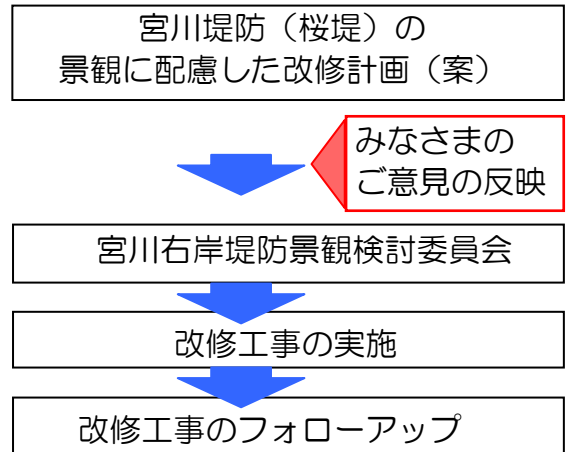 宮川堤防（桜堤）の
景観に配慮した改修計画（案）
みなさまの
ご意見の反映
宮川右岸堤防景観検討委員会
改修工事の実施
改修工事のフォローアップ